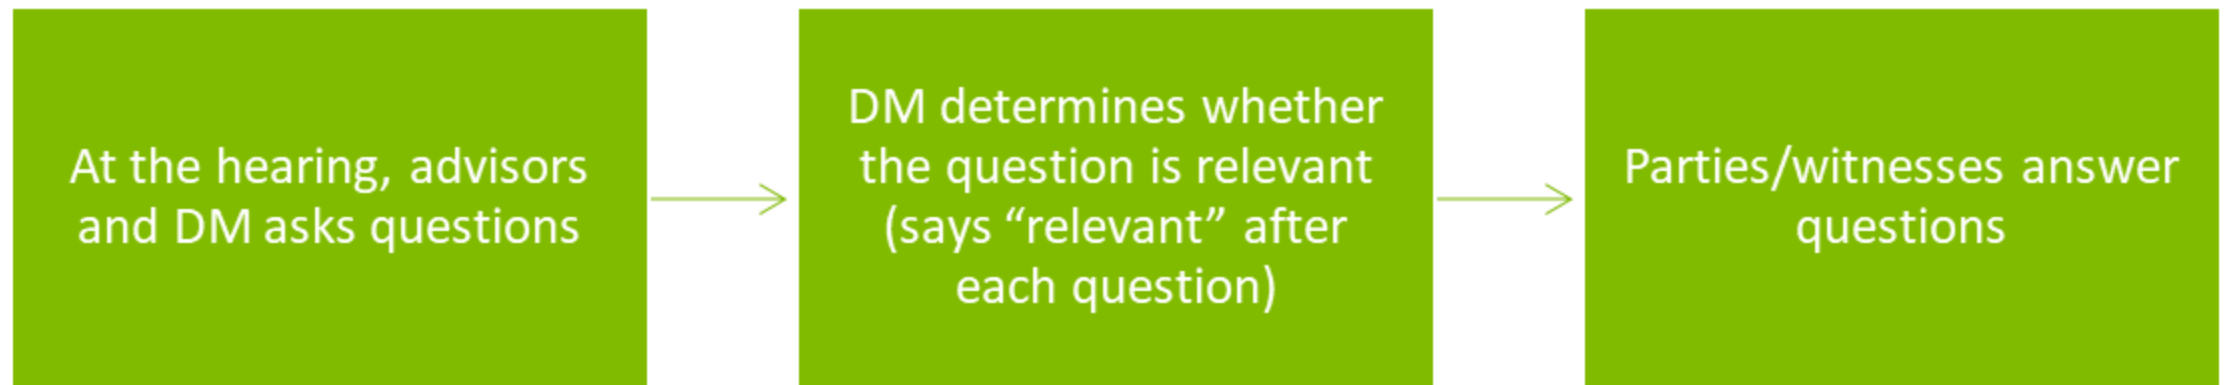 At the hearing, advisors
and DM asks questions
DM determines whether
the question is relevant
(says “relevant” after
each question)
Parties/witnesses answer
questions